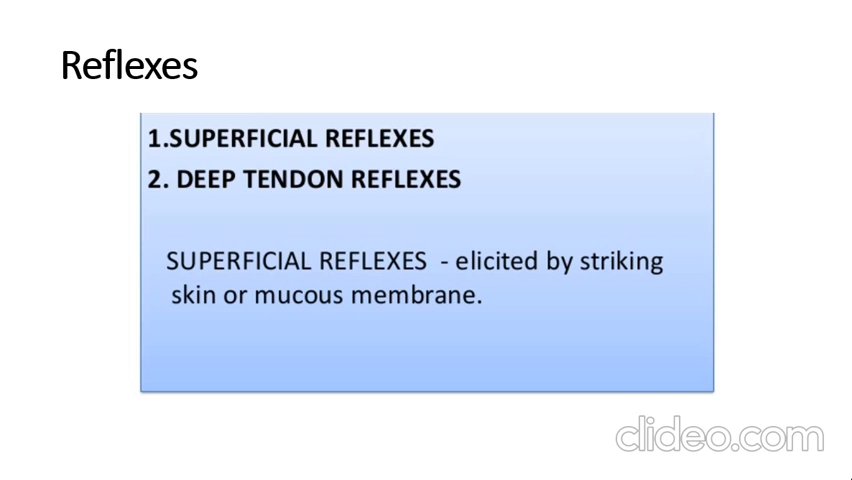 Reflexes
1.SUPERFICIAL REFLEXES
2. DEEP TENDON REFLEXES
SUPERFICIAL REFLEXES - elicited by striking
skin or mucous membrane.
clideo.com